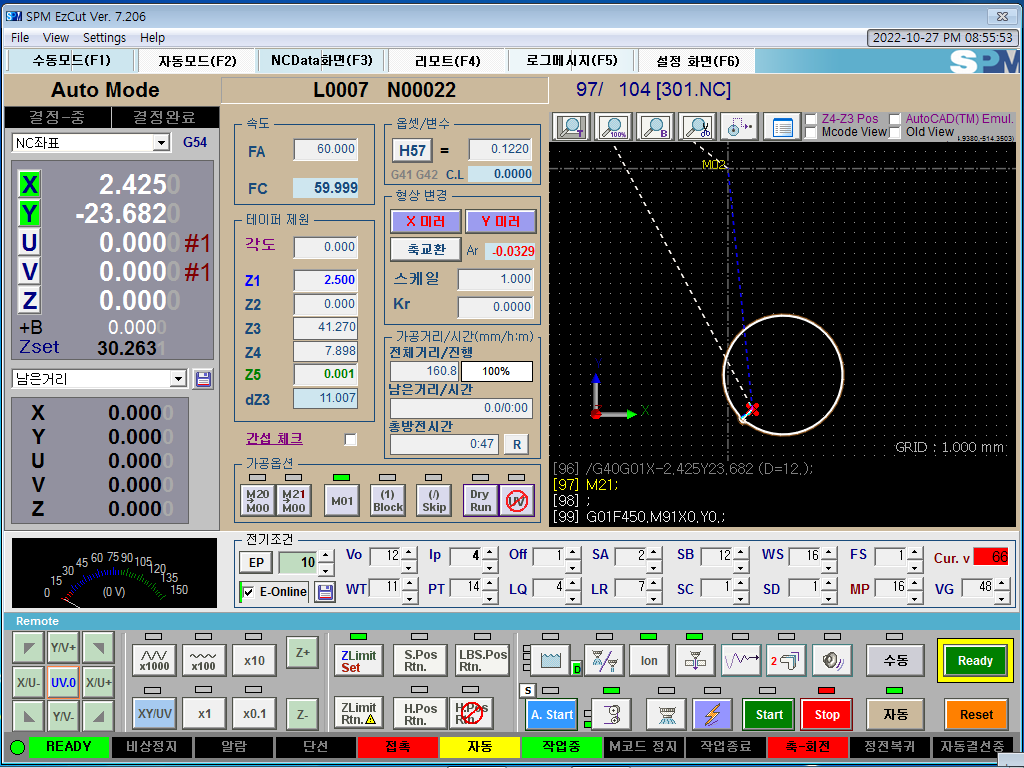 SPM EzCut Ver. 7.206
File View Settings Help
2022-10-27 PM 08:55:53
수동모드(F1) 자동모드(F2) NCData화면(F3) 리모트(F4) 로그메시지(F5) 설정 화면(F6)
SPM
Auto Mode
L0007 N00022
97/ 104 [301.NC]
결정-중 결정완료
NC좌표 G54
X 2.4250
Y -23.6820
U 0.0000 #1
V 0.0000 #1
Z 0.0000
+B 0.0000
Zset 30.2631
남은거리
X 0.0000
Y 0.0000
U 0.0000
V 0.0000
Z 0.0000
속도
FA 60.000
FC 59.999
테이퍼 제원
각도 0.000
Z1 2.500
Z2 0.000
Z3 41.270
Z4 7.898
Z5 0.001
dZ3 11.007
간섭 체크
옵셋/변수
H57 = 0.1220
G41 G42 C.L 0.0000
형상 변경
X 미러 Y 미러
축교환 Ar -0.0329
스케일 1.000
Kr 0.0000
가공거리/시간(mm/h:m)
전체거리/진행
160.8 100%
남은거리/시간
0.0/0:00
총방전시간
0:47 R
가공옵션
M20 M00
M21 M00
M01
(1) Block
(/) Skip
Dry Run
UV
T 100% B
Z4-Z3 Pos AutoCAD(TM) Emul.
Mcode View Old View
L9380 -514.3503)
M02
Y
X
GRID : 1.000 mm
[96] /G40G01X-2,425Y23,682 (D=12,);
[97] M21;
[98] ;
[99] G01F450,M91X0,Y0,;
0 15 30 45 60 75 90 105 120 135 150
(0 V)
전기조건
EP 10
E-Online
Vo 12 Ip 4 Off 1 SA 2 SB 12 WS 16 FS 1 Cur. v 66
WT 11 PT 14 LQ 4 LR 7 SC 1 SD 1 MP 16 VG 48
Remote
Y/V+
X/U- UV.0 X/U+
Y/V-
x1000 x100 x10 Z+
XY/UV x1 x0.1 Z-
ZLimit Set
S.Pos Rtn.
LBS.Pos Rtn.
ZLimit Rtn.
H.Pos Rtn.
H.Pos Rtn.
D
Ion
2
수동
Ready
S
A. Start
Start
Stop
자동
Reset
READY 비상정지 알람 단선 접촉 자동 작업중 M코드 정지 작업종료 축-회전 정전복귀 자동결선중